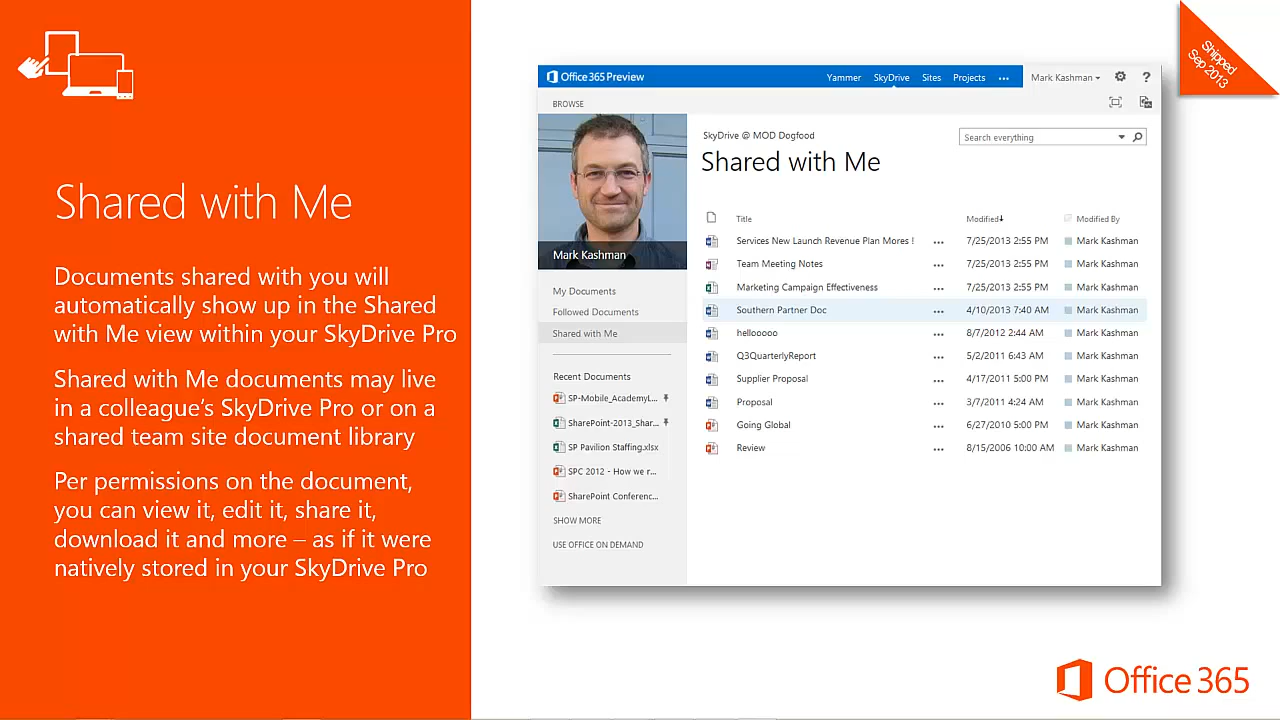 Shipped
Sep 2013
Shared with Me
Documents shared with you will
automatically show up in the Shared
with Me view within your SkyDrive Pro
Shared with Me documents may live
in a colleague's SkyDrive Pro or on a
shared team site document library
Per permissions on the document,
you can view it, edit it, share it,
download it and more – as if it were
natively stored in your SkyDrive Pro
Office 365 Preview
Yammer SkyDrive Sites Projects ••• Mark Kashman ?
BROWSE
Mark Kashman
My Documents
Followed Documents
Shared with Me
Recent Documents
SP-Mobile_AcademyL...
SharePoint-2013_Shar...
SP Pavilion Staffing.xlsx
SPC 2012 - How we r...
SharePoint Conferenc...
SHOW MORE
USE OFFICE ON DEMAND
SkyDrive @ MOD Dogfood
Search everything
Shared with Me
Title Modified Modified By
Services New Launch Revenue Plan Mores ! ••• 7/25/2013 2:55 PM Mark Kashman
Team Meeting Notes ••• 7/25/2013 2:55 PM Mark Kashman
Marketing Campaign Effectiveness ••• 7/25/2013 2:55 PM Mark Kashman
Southern Partner Doc ••• 4/10/2013 7:40 AM Mark Kashman
hellooooo ••• 8/7/2012 2:44 AM Mark Kashman
Q3QuarterlyReport ••• 5/2/2011 6:43 AM Mark Kashman
Supplier Proposal ••• 4/17/2011 5:00 PM Mark Kashman
Proposal ••• 3/7/2011 4:24 AM Mark Kashman
Going Global ••• 6/27/2010 5:00 PM Mark Kashman
Review ••• 8/15/2006 10:00 AM Mark Kashman
Office 365